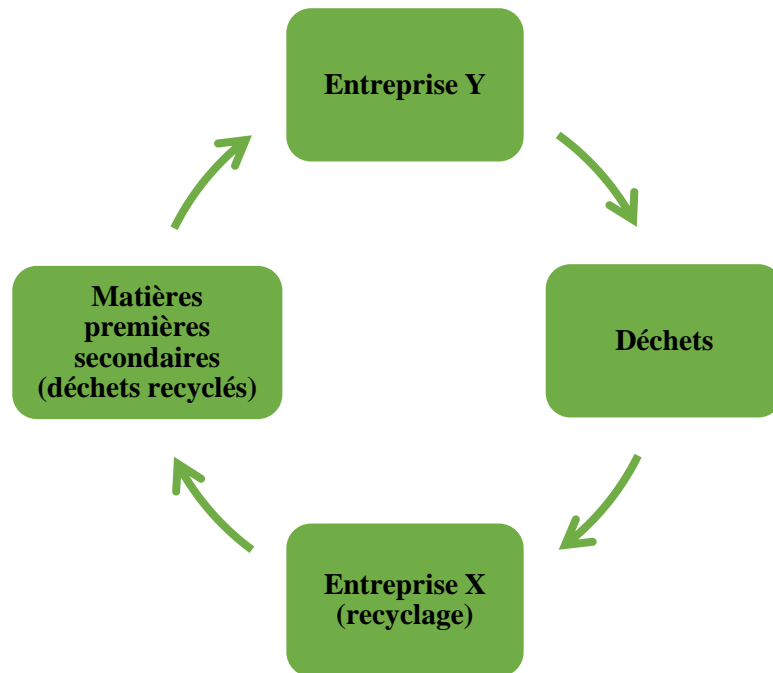 Entreprise Y
Déchets
Entreprise X
(recyclage)
Matières
premières
secondaires
(déchets recyclés)